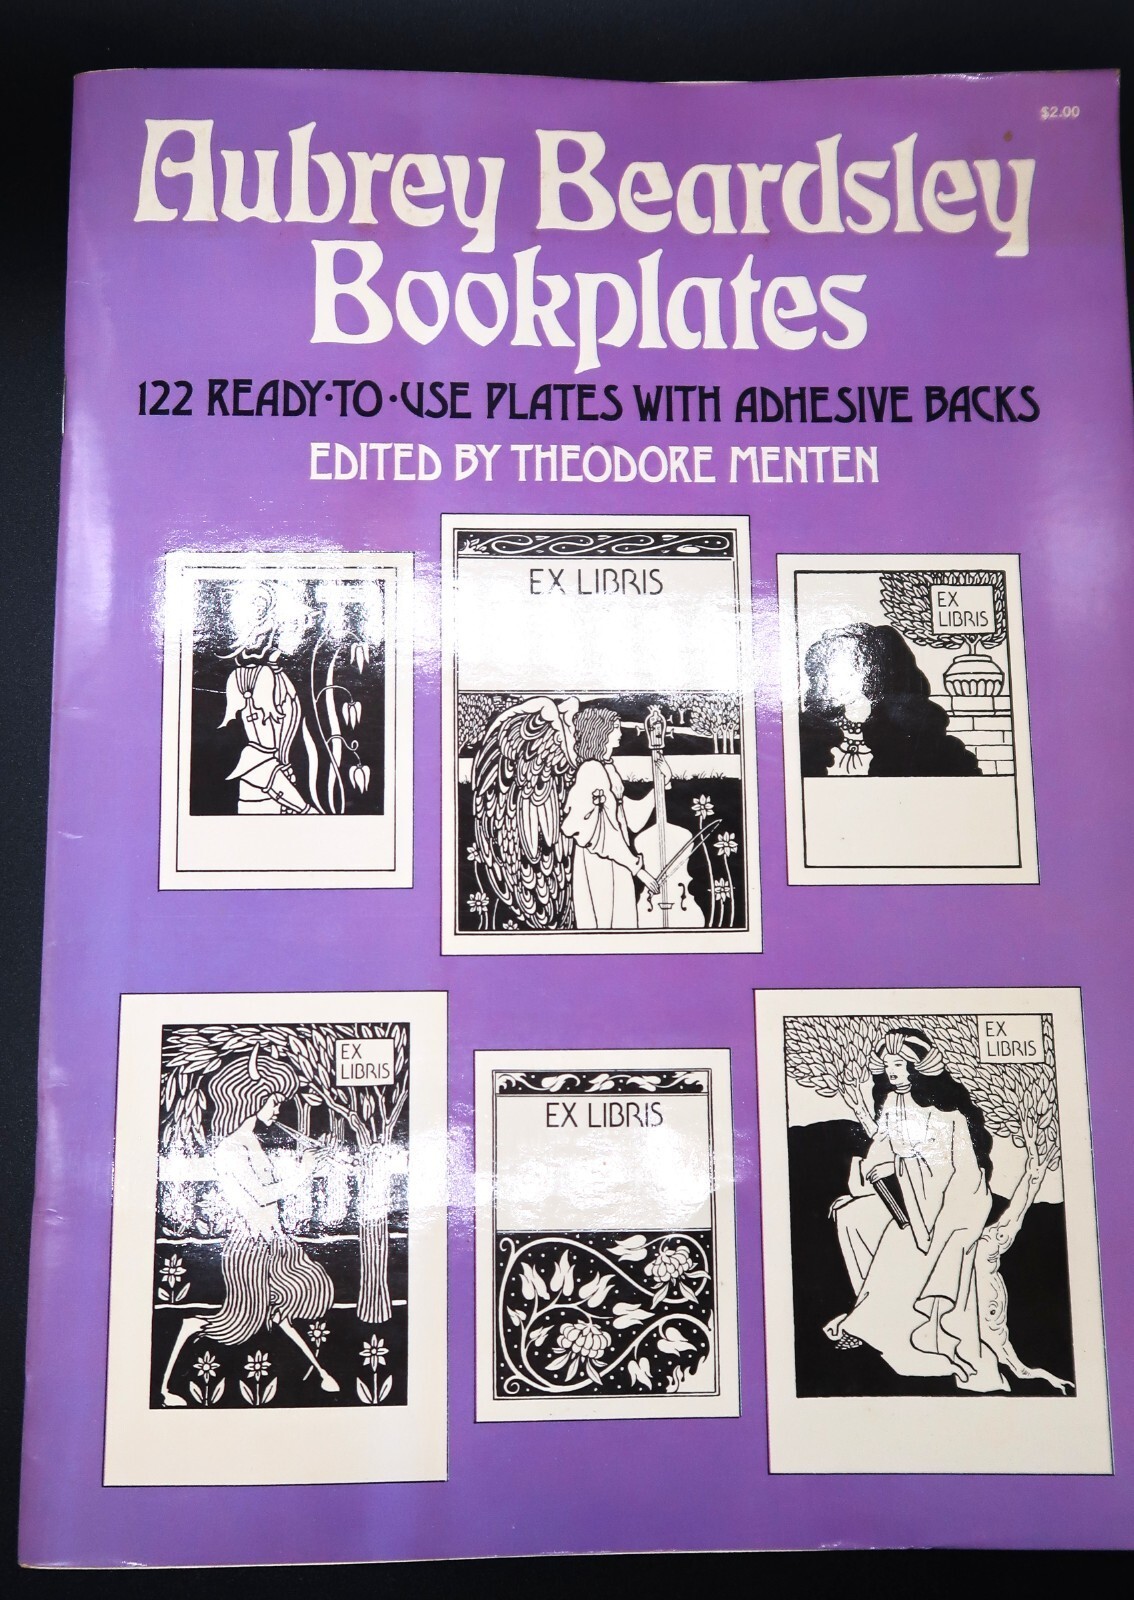 $2.00
Aubrey Beardsley
Bookplates
122 READY·TO·USE PLATES WITH ADHESIVE BACKS
EDITED BY THEODORE MENTEN
EX LIBRIS
EX
LIBRIS
EX
LIBRIS
EX LIBRIS
EX
LIBRIS